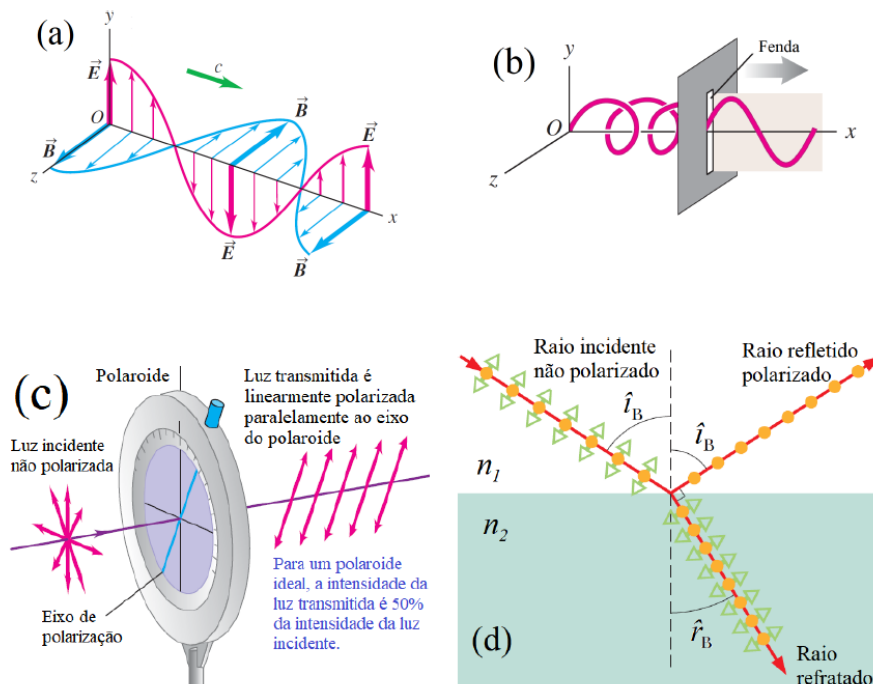 (a)
y
E
c
O
B
B
E
z
E
B
x
(b)
y
Fenda
O
x
z
(c)
Polaroide
Luz transmitida é
linearmente polarizada
paralelamente ao eixo
do polaroide
Luz incidente
não polarizada
Para um polaroide
ideal, a intensidade da
luz transmitida é 50%
da intensidade da luz
incidente.
Eixo de
polarização
Raio incidente
não polarizado
Raio refletido
polarizado
î_B
î_B
n₁
n₂
r̂_B
(d)
Raio
refratado